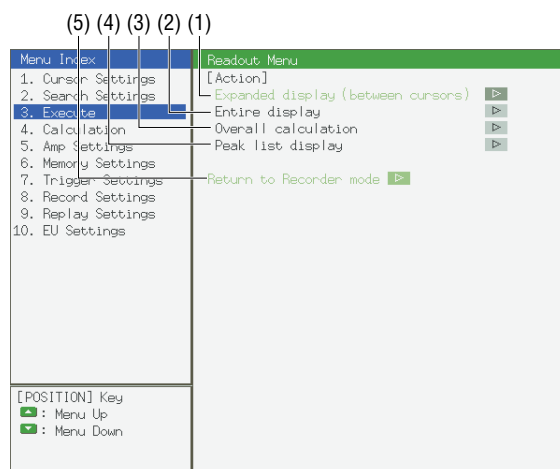 (5) (4) (3) (2) (1)
Menu Index
1. Cursor Settings
2. Search Settings
3. Execute
4. Calculation
5. Amp Settings
6. Memory Settings
7. Trigger Settings
8. Record Settings
9. Replay Settings
10. EU Settings
[POSITION] Key
: Menu Up
: Menu Down
Readout Menu
[Action]
Expanded display (between cursors)
Entire display
Overall calculation
Peak list display
Return to Recorder mode